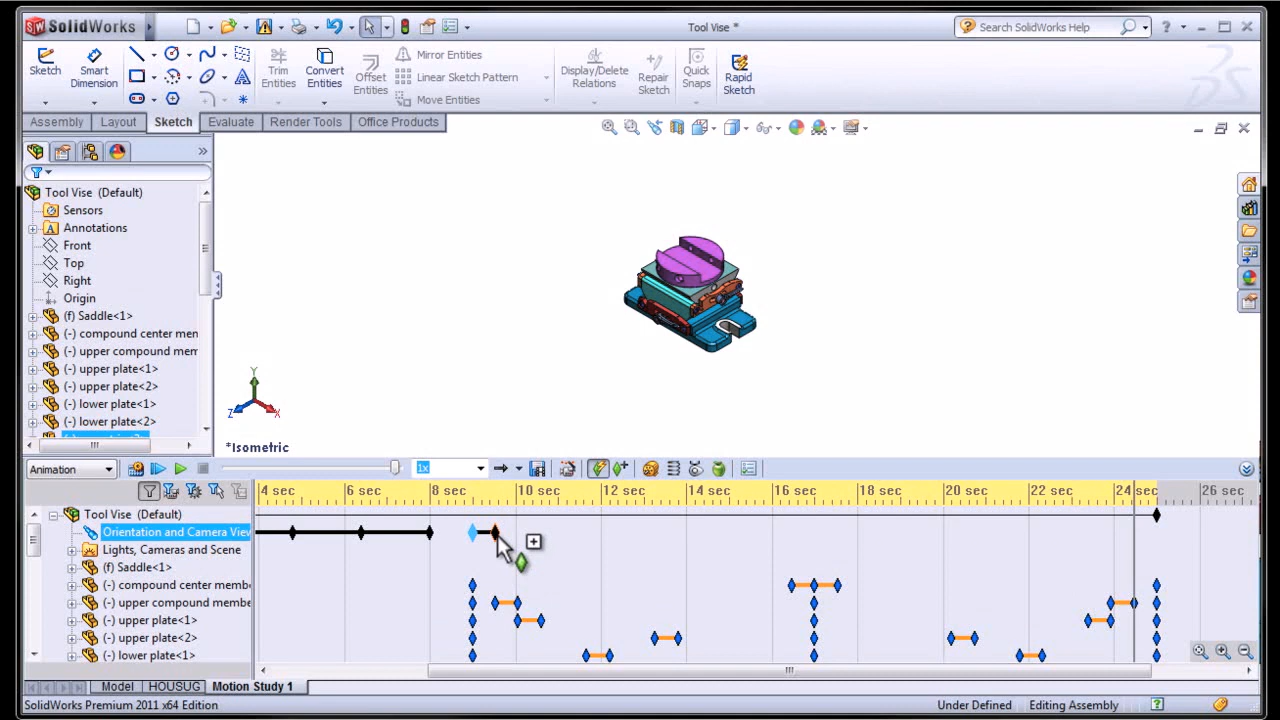 SolidWorks
Tool Vise *
Search SolidWorks Help
Sketch
Smart Dimension
Trim Entities
Convert Entities
Offset Entities
Mirror Entities
Linear Sketch Pattern
Move Entities
Display/Delete Relations
Repair Sketch
Quick Snaps
Rapid Sketch
Assembly Layout Sketch Evaluate Render Tools Office Products
Tool Vise (Default)
Sensors
Annotations
Front
Top
Right
Origin
(f) Saddle<1>
(-) compound center mem
(-) upper compound mem
(-) upper plate<1>
(-) upper plate<2>
(-) lower plate<1>
(-) lower plate<2>
Y
Z X
*Isometric
Animation
1x
4 sec 6 sec 8 sec 10 sec 12 sec 14 sec 16 sec 18 sec 20 sec 22 sec 24 sec 26 sec
Tool Vise (Default)
Orientation and Camera View
Lights, Cameras and Scene
(f) Saddle<1>
(-) compound center membe
(-) upper compound membe
(-) upper plate<1>
(-) upper plate<2>
(-) lower plate<1>
Model HOUSUG Motion Study 1
SolidWorks Premium 2011 x64 Edition
Under Defined
Editing Assembly